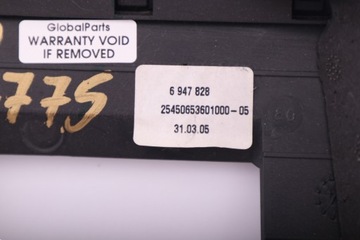 GlobalParts
WARRANTY VOID
IF REMOVED
775
6 947 828
25450653601000-05
31.03.05